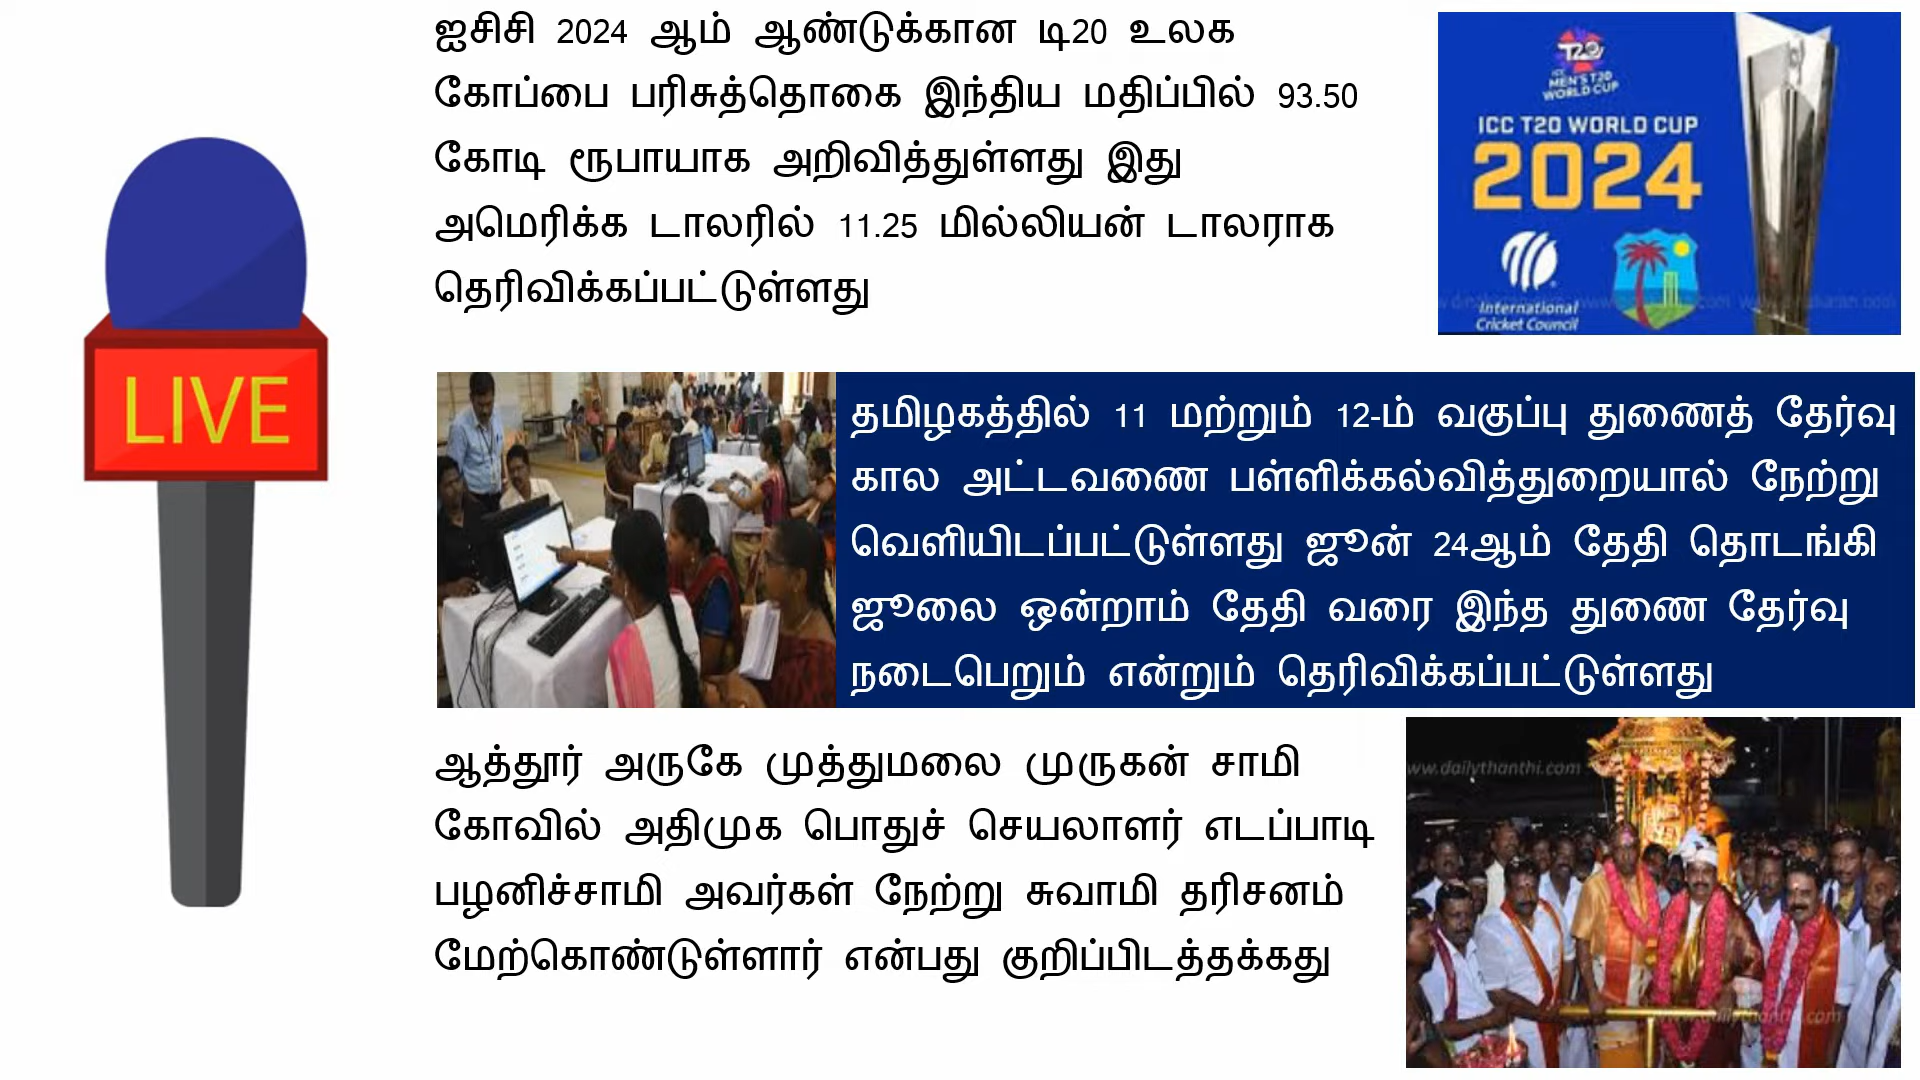 ஐசிசி 2024 ஆம் ஆண்டுக்கான டி20 உலக
கோப்பை பரிசுத்தொகை இந்திய மதிப்பில் 93.50
கோடி ரூபாயாக அறிவித்துள்ளது இது
அமெரிக்க டாலரில் 11.25 மில்லியன் டாலராக
தெரிவிக்கப்பட்டுள்ளது
T20
ICC
MEN'S T20
WORLD CUP
ICC T20 WORLD CUP
2024
International
Cricket Council
LIVE
தமிழகத்தில் 11 மற்றும் 12-ம் வகுப்பு துணைத் தேர்வு
கால அட்டவணை பள்ளிக்கல்வித்துறையால் நேற்று
வெளியிடப்பட்டுள்ளது ஜூன் 24ஆம் தேதி தொடங்கி
ஜூலை ஒன்றாம் தேதி வரை இந்த துணை தேர்வு
நடைபெறும் என்றும் தெரிவிக்கப்பட்டுள்ளது
ஆத்தூர் அருகே முத்துமலை முருகன் சாமி
கோவில் அதிமுக பொதுச் செயலாளர் எடப்பாடி
பழனிச்சாமி அவர்கள் நேற்று சுவாமி தரிசனம்
மேற்கொண்டுள்ளார் என்பது குறிப்பிடத்தக்கது
www.dailythanthi.com
www.dailythanthi.com